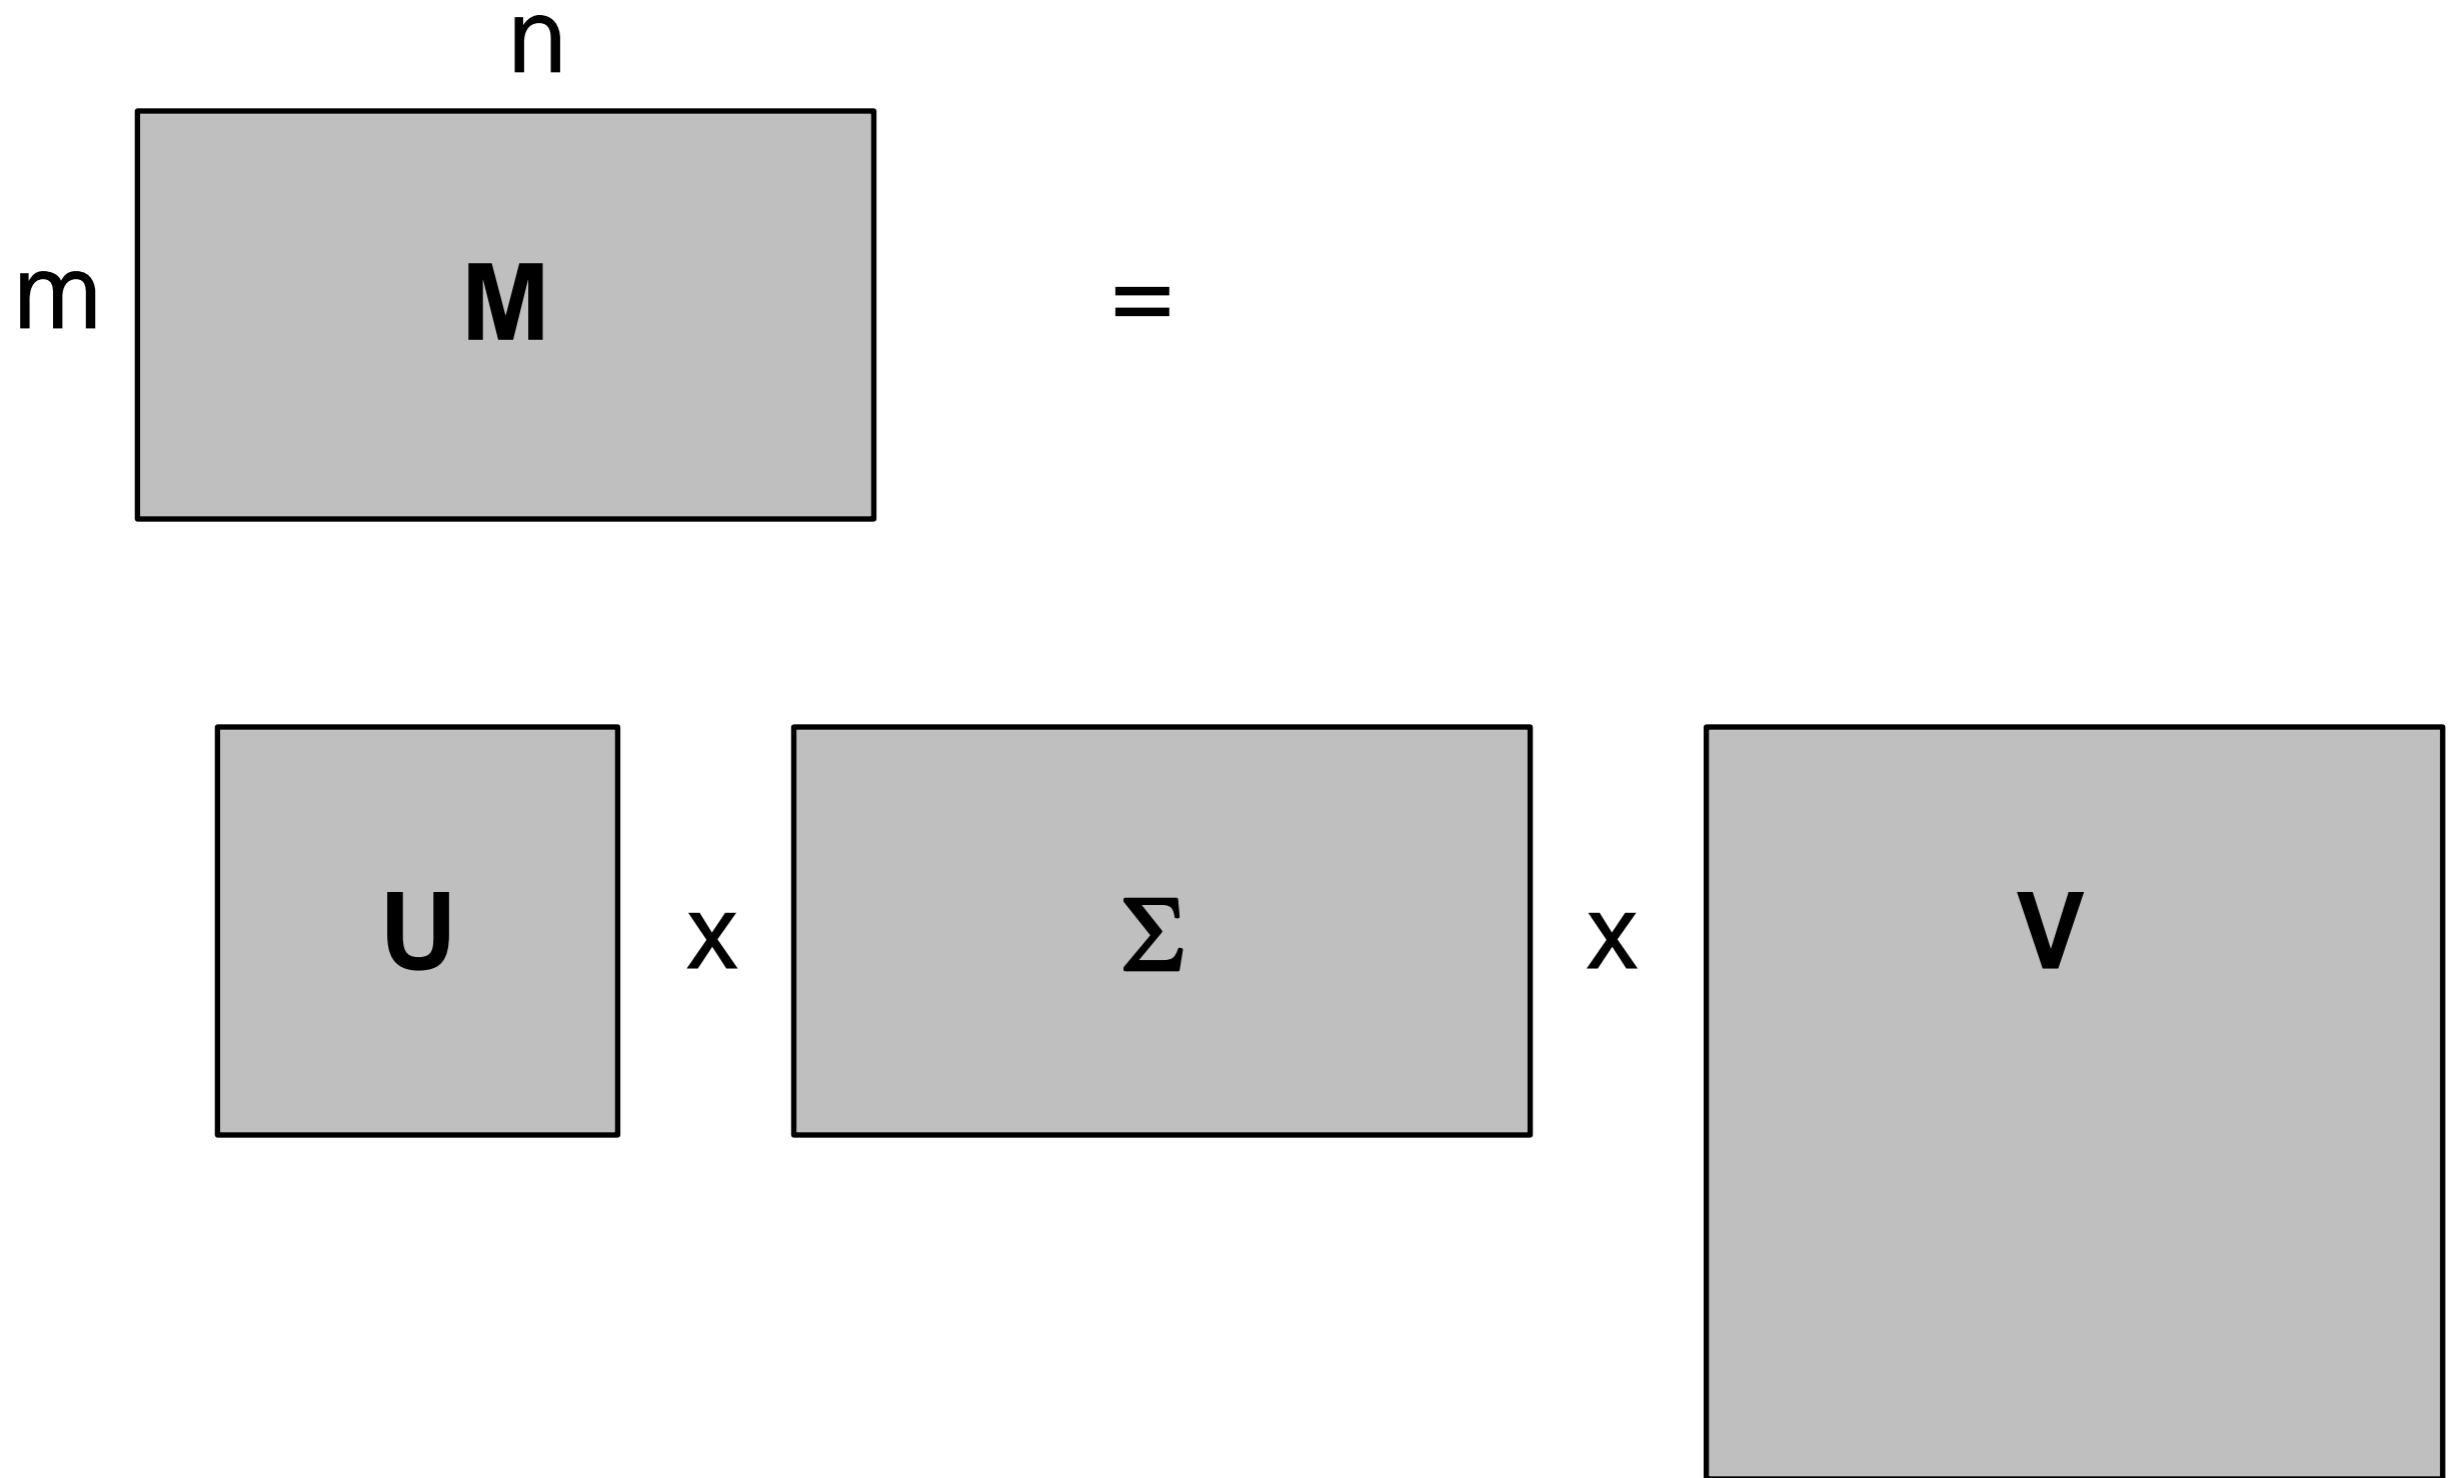 n
m M =
U x Σ x V